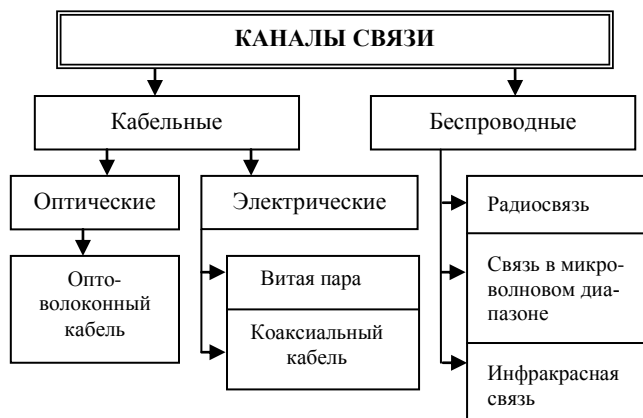 КАНАЛЫ СВЯЗИ
Кабельные
Беспроводные
Оптические
Электрические
Радиосвязь
Опто-
волоконный
кабель
Витая пара
Связь в микро-
волновом диа-
пазоне
Коаксиальный
кабель
Инфракрасная
связь